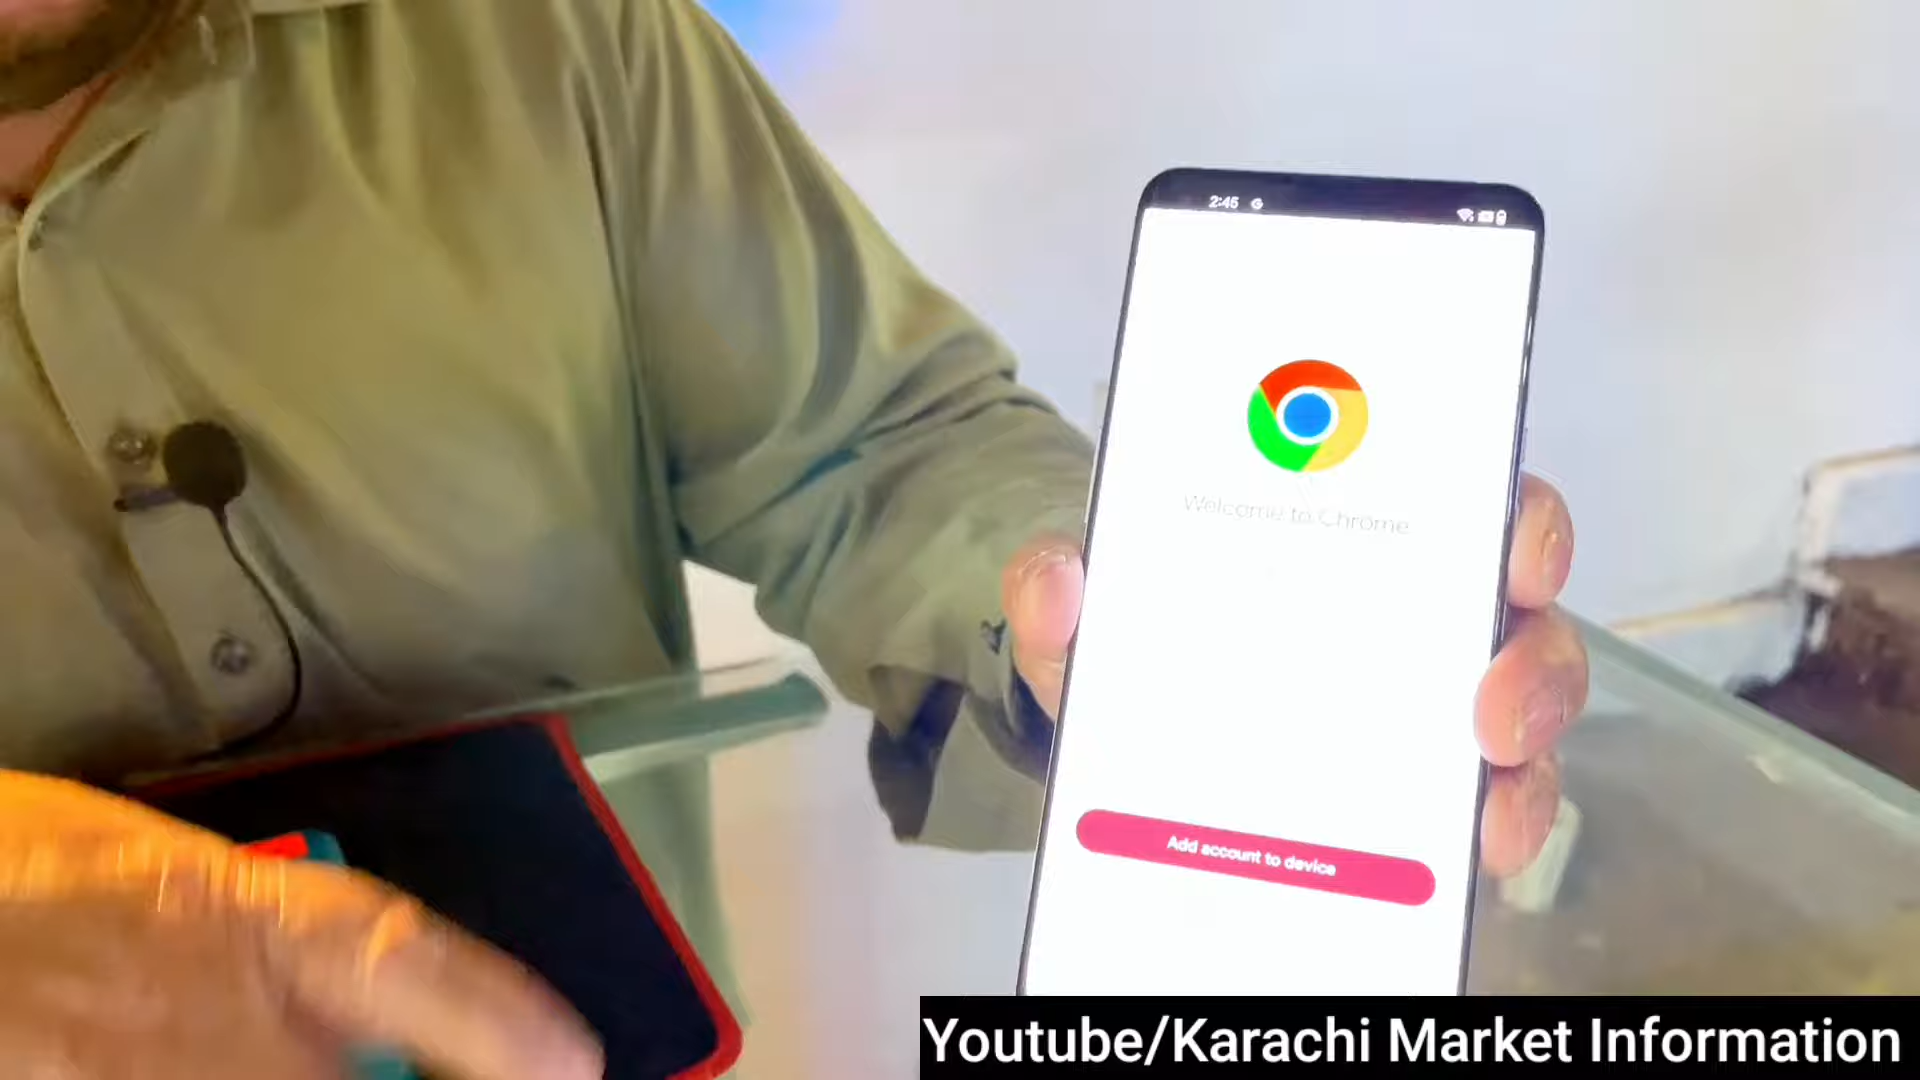 2:45
Welcome to Chrome
Add account to device
Youtube/Karachi Market Information